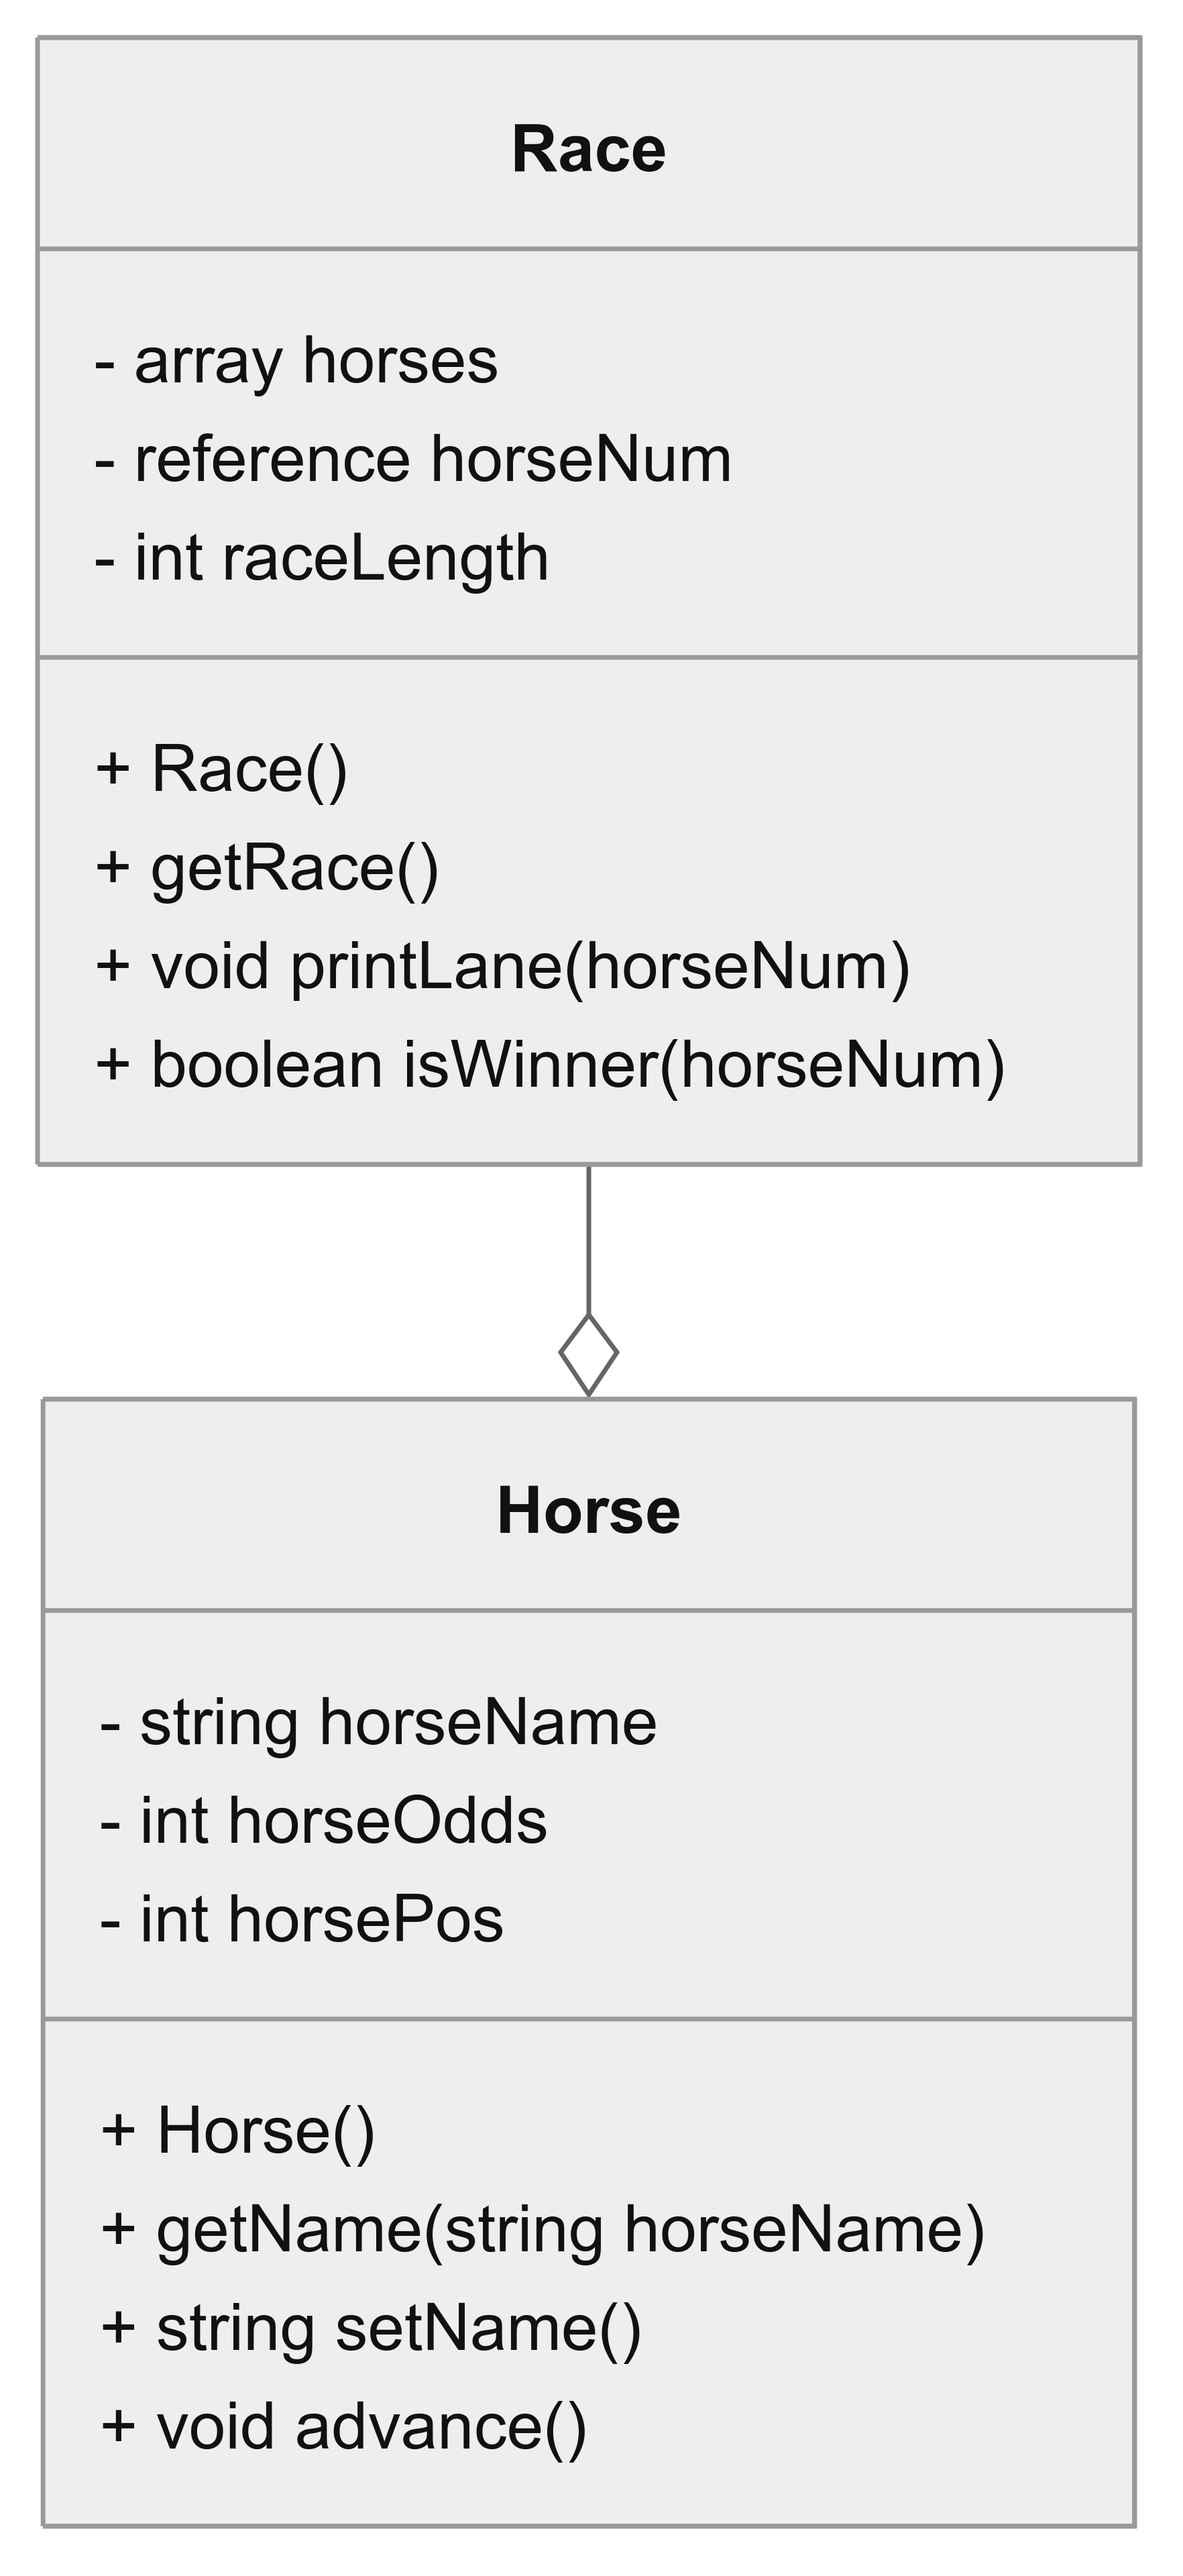 Race
- array horses
- reference horseNum
- int raceLength
+ Race()
+ getRace()
+ void printLane(horseNum)
+ boolean isWinner(horseNum)
Horse
- string horseName
- int horseOdds
- int horsePos
+ Horse()
+ getName(string horseName)
+ string setName()
+ void advance()